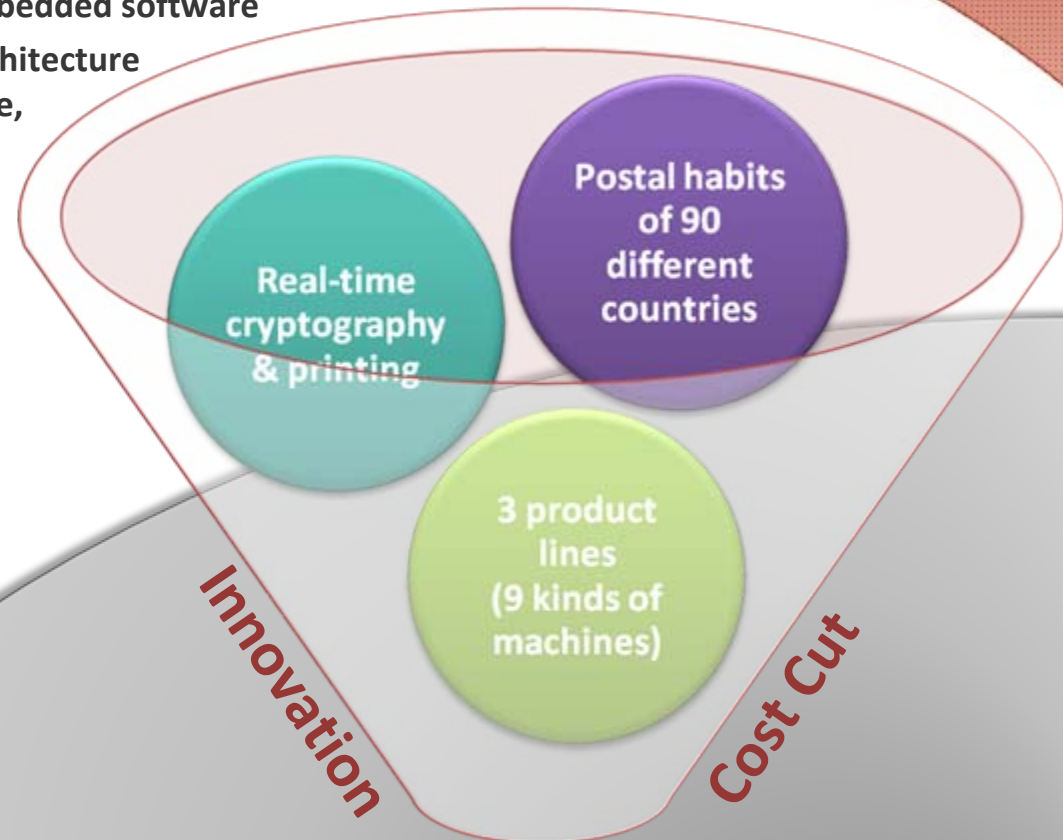 bedded software
hitecture
e,
Postal habits
of 90
different
countries
Real-time
cryptography
& printing
3 product
lines
(9 kinds of
machines)
Innovation
Cost Cut